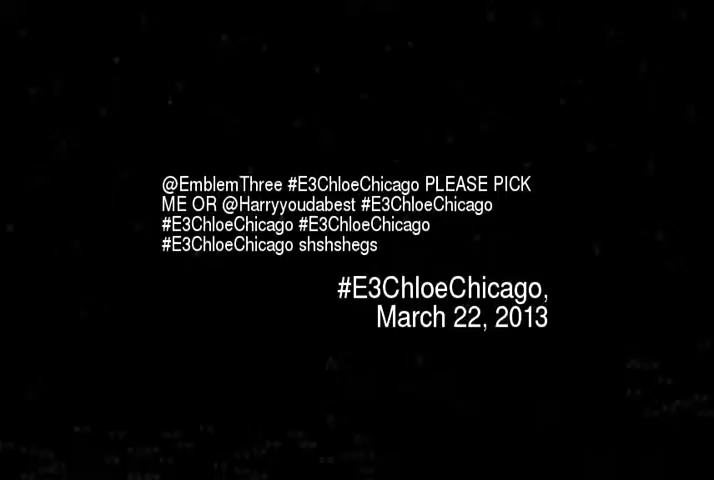 @EmblemThree #E3ChloeChicago PLEASE PICK
ME OR @Harryyoudabest #E3ChloeChicago
#E3ChloeChicago #E3ChloeChicago
#E3ChloeChicago shshshegs
#E3ChloeChicago,
March 22, 2013